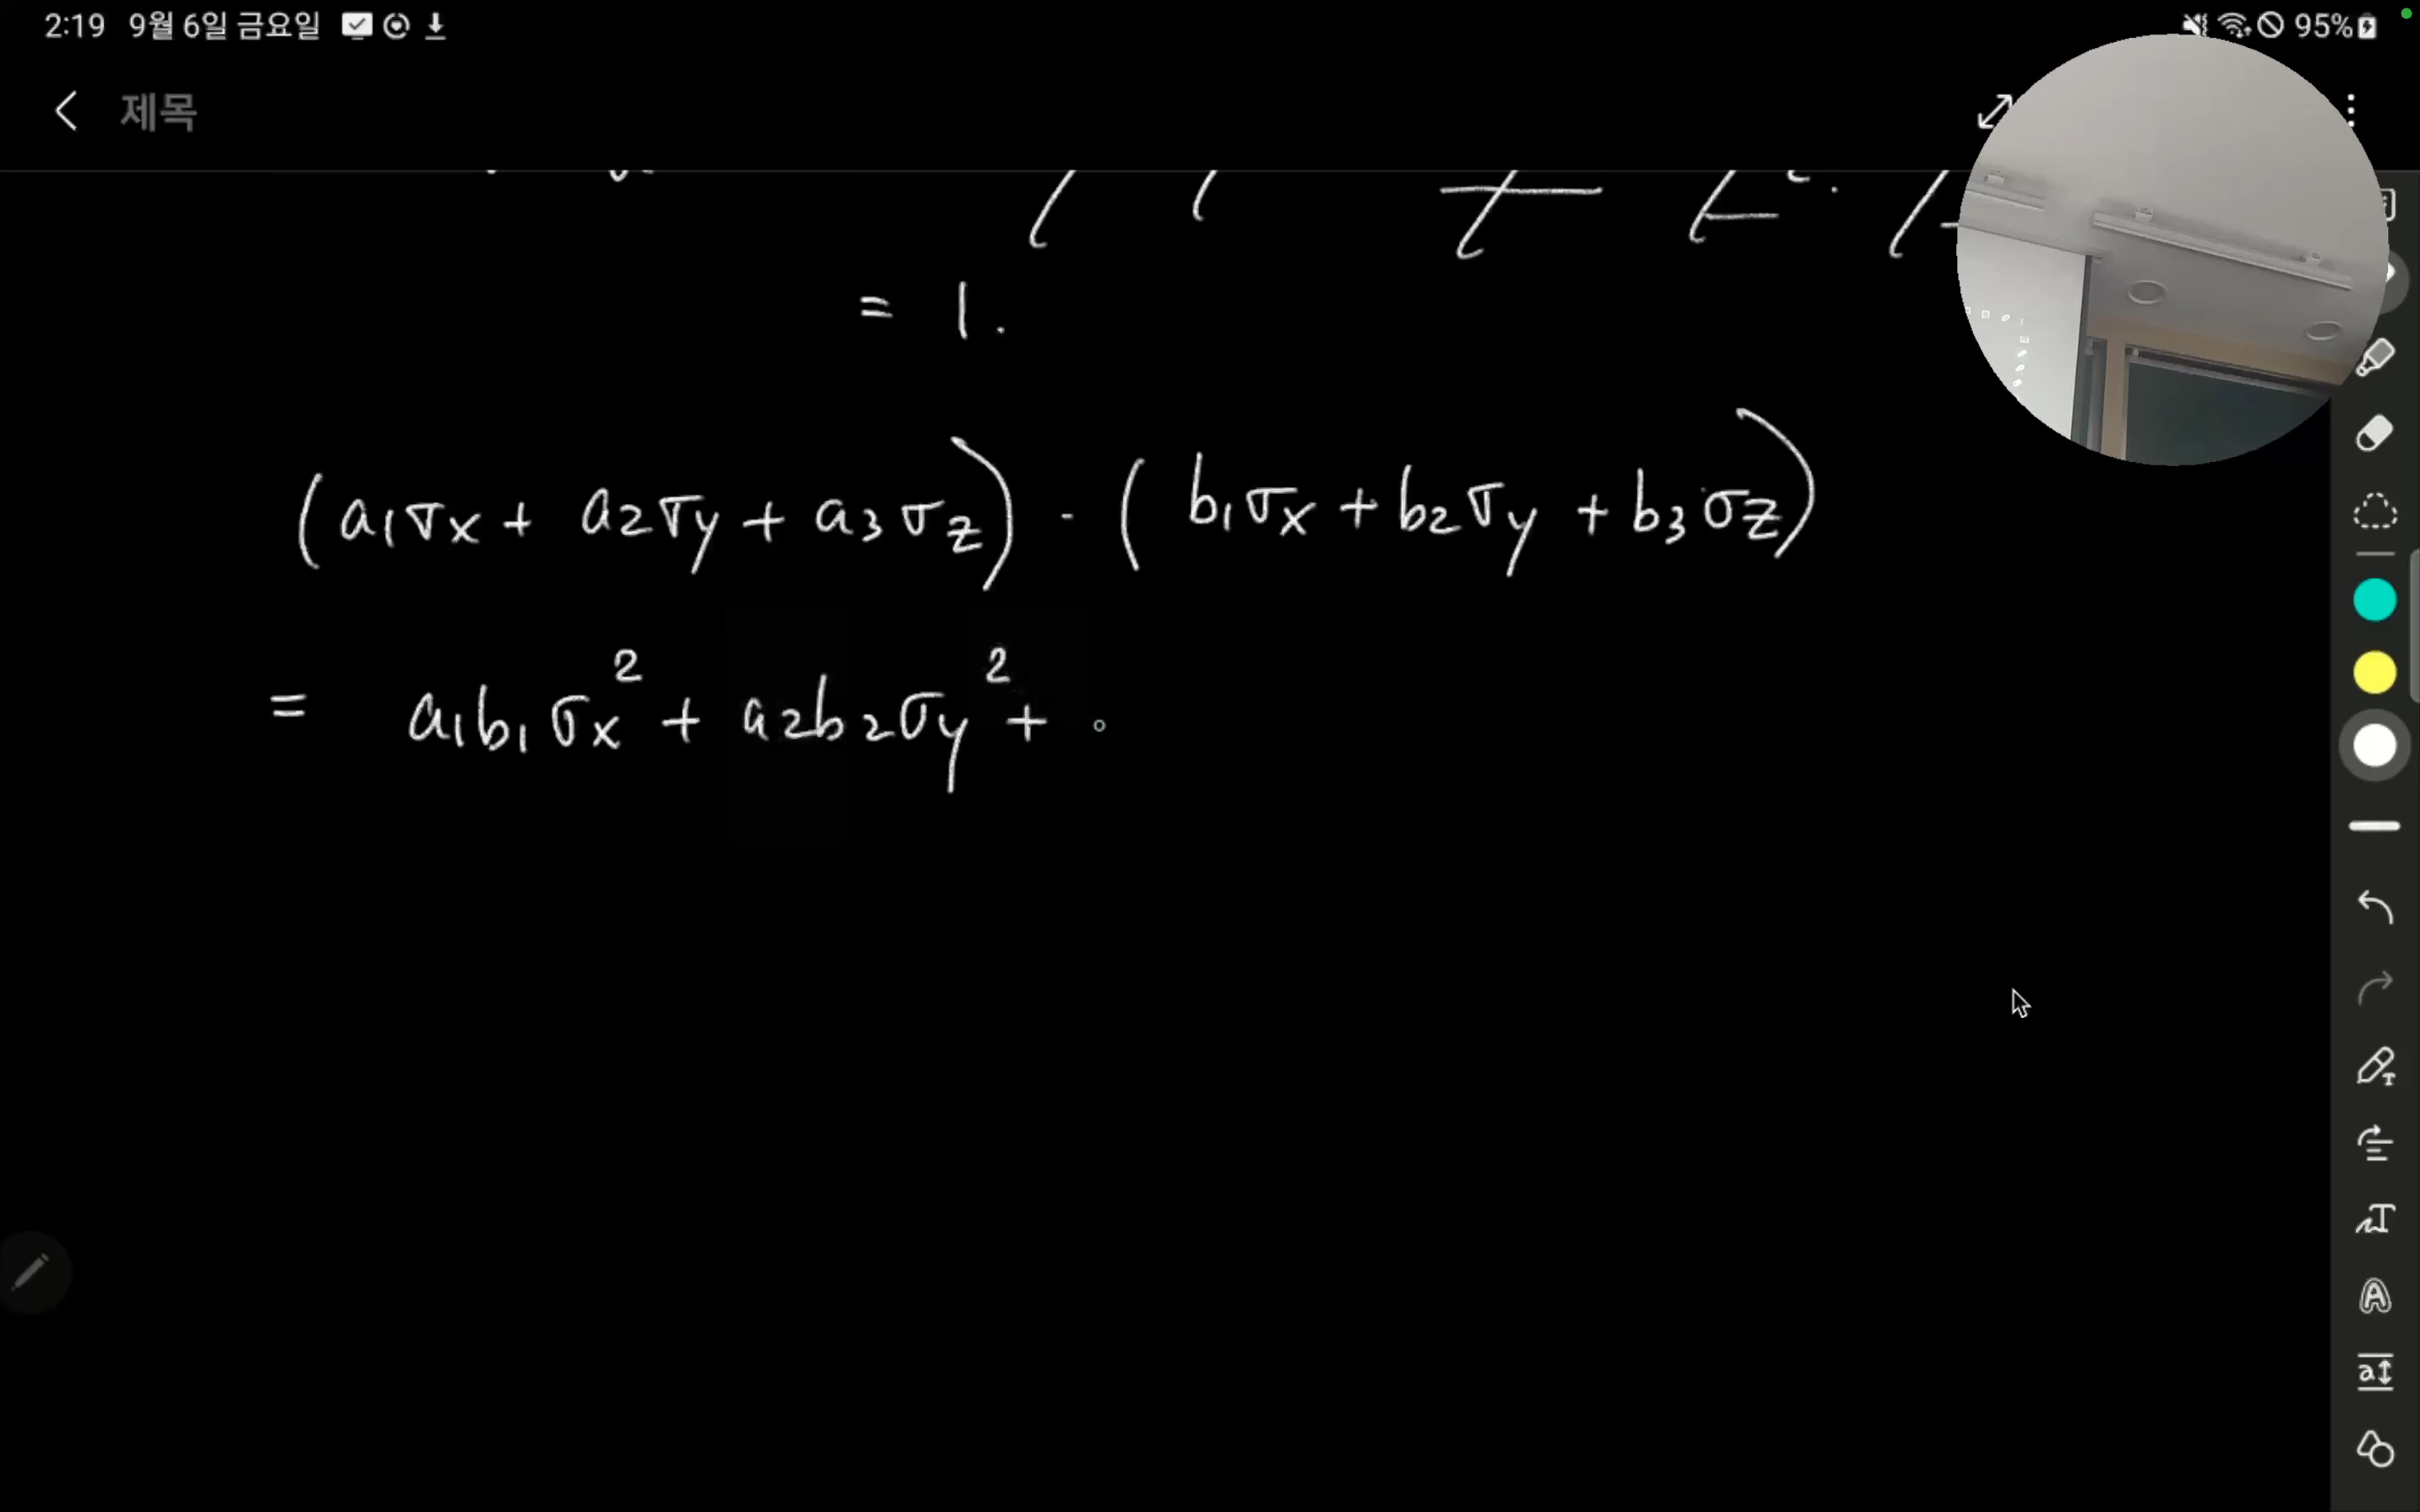 2:19 9월 6일 금요일 95%
제목
= 1.
(a₁σx + a₂σy + a₃σz) · (b₁σx + b₂σy + b₃σz)
= a₁b₁σx² + a₂b₂σy² +